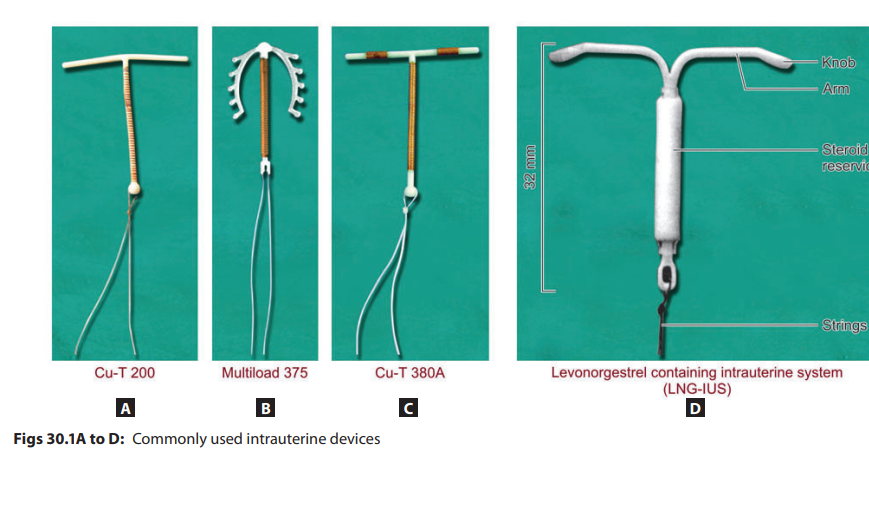 Knob
Arm
Steroid
32 mm
Strings
Cu-T 200
Multiload 375
Cu-T 380A
Levonorgestrel containing intrauterine system
(LNG-IUS)
A
B
C
D
Figs 30.1A to D: Commonly used intrauterine devices